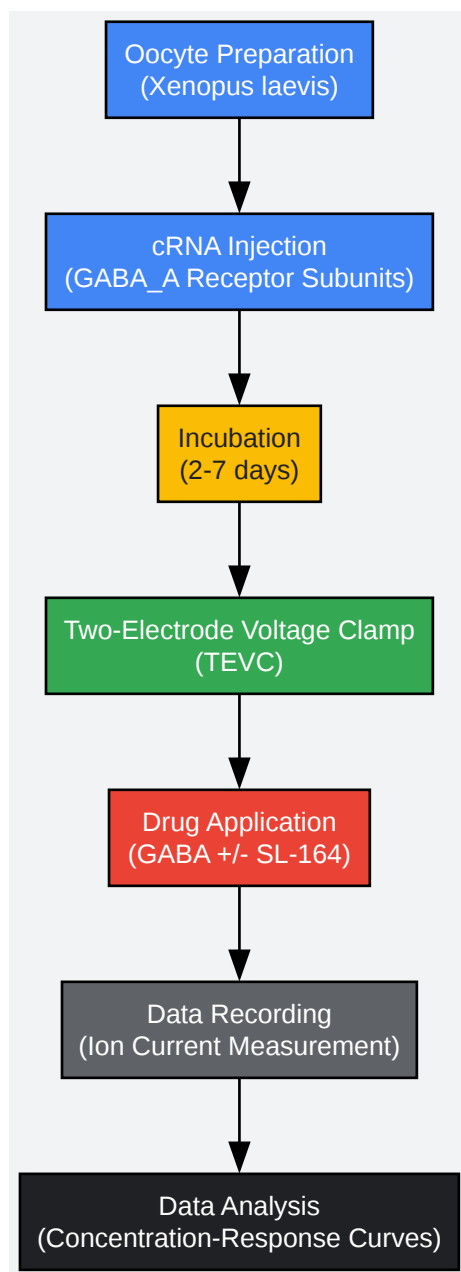 Oocyte Preparation
(Xenopus laevis)
cRNA Injection
(GABA_A Receptor Subunits)
Incubation
(2-7 days)
Two-Electrode Voltage Clamp
(TEVC)
Drug Application
(GABA +/- SL-164)
Data Recording
(Ion Current Measurement)
Data Analysis
(Concentration-Response Curves)